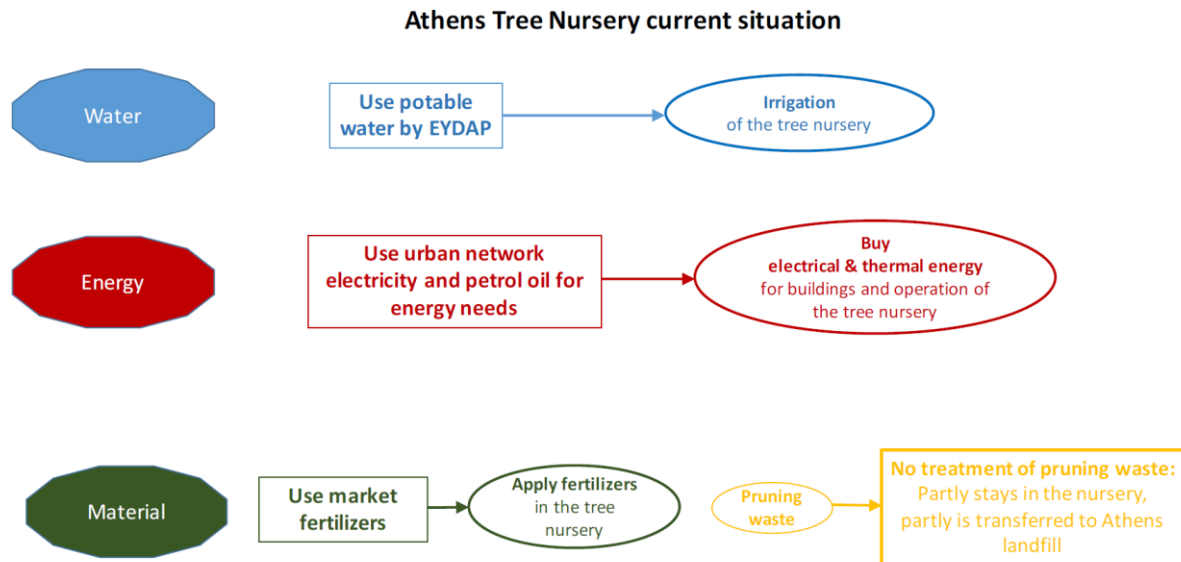 Athens Tree Nursery current situation
Water
Use potable
water by EYDAP
Irrigation
of the tree nursery
Energy
Use urban network
electricity and petrol oil for
energy needs
Buy
electrical & thermal energy
for buildings and operation of
the tree nursery
Material
Use market
fertilizers
Apply fertilizers
in the tree
nursery
Pruning
waste
No treatment of pruning waste:
Partly stays in the nursery,
partly is transferred to Athens
landfill